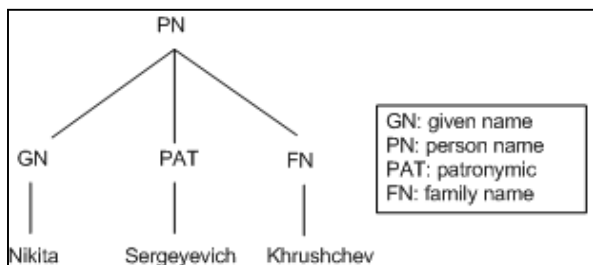 PN
GN PAT FN
Nikita Sergeyevich Khrushchev
GN: given name
PN: person name
PAT: patronymic
FN: family name